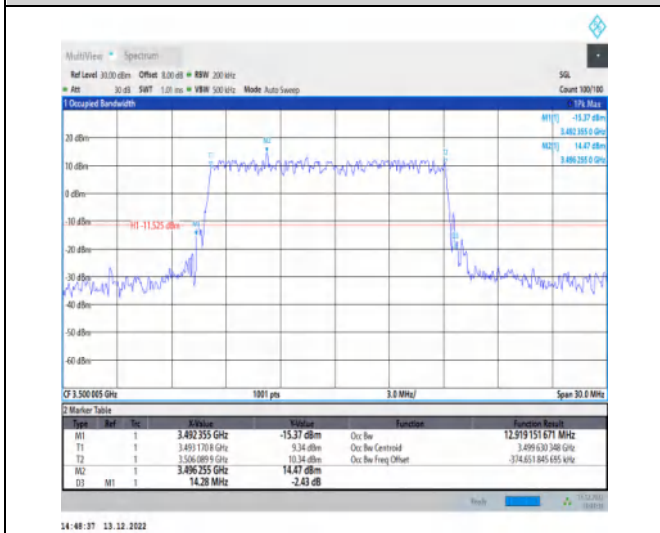 MultiView Spectrum
Ref Level 30.00 dBm Offset 8.00 dB RBW 200 kHz SGL
Att 30 dB SWT 1.01 ms VBW 500 kHz Mode Auto Sweep Count 100/100
1 Occupied Bandwidth 1Pk Max
M1[1] -15.37 dBm
3.492 355 0 GHz
M2[1] 14.47 dBm
3.496 255 0 GHz
20 dBm
M2
10 dBm
0 dBm
-10 dBm
H1 -11.525 dBm
-20 dBm
-30 dBm
-40 dBm
-50 dBm
-60 dBm
CF 3.500 005 GHz 1001 pts 3.0 MHz/ Span 30.0 MHz
2 Marker Table
Type Ref Trc X-Value Y-Value Function Function Result
M1 1 3.492 355 GHz -15.37 dBm Occ Bw 12.919 151 671 MHz
T1 1 3.493 170 8 GHz 9.34 dBm Occ Bw Centroid 3.499 630 348 GHz
T2 1 3.506 089 9 GHz 10.34 dBm Occ Bw Freq Offset -374.651 845 695 kHz
M2 1 3.496 255 GHz 14.47 dBm
D3 M1 1 14.28 MHz -2.43 dB
Ready
14:48:37 13.12.2022